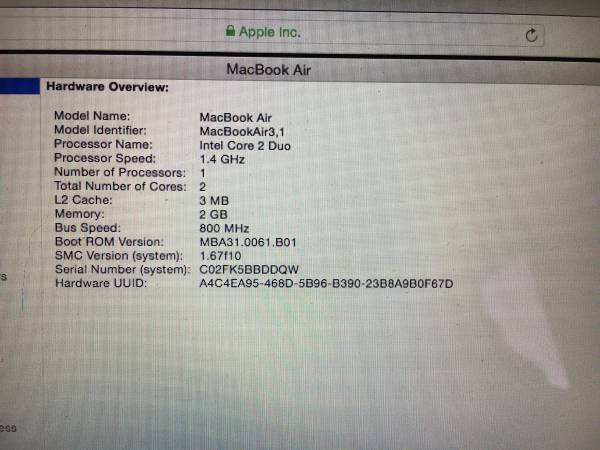 Apple Inc.
MacBook Air
Hardware Overview:
Model Name: MacBook Air
Model Identifier: MacBookAir3,1
Processor Name: Intel Core 2 Duo
Processor Speed: 1.4 GHz
Number of Processors: 1
Total Number of Cores: 2
L2 Cache: 3 MB
Memory: 2 GB
Bus Speed: 800 MHz
Boot ROM Version: MBA31.0061.B01
SMC Version (system): 1.67f10
Serial Number (system): C02FK5BBDDQW
Hardware UUID: A4C4EA95-468D-5B96-B390-23B8A9B0F67D
s
ess